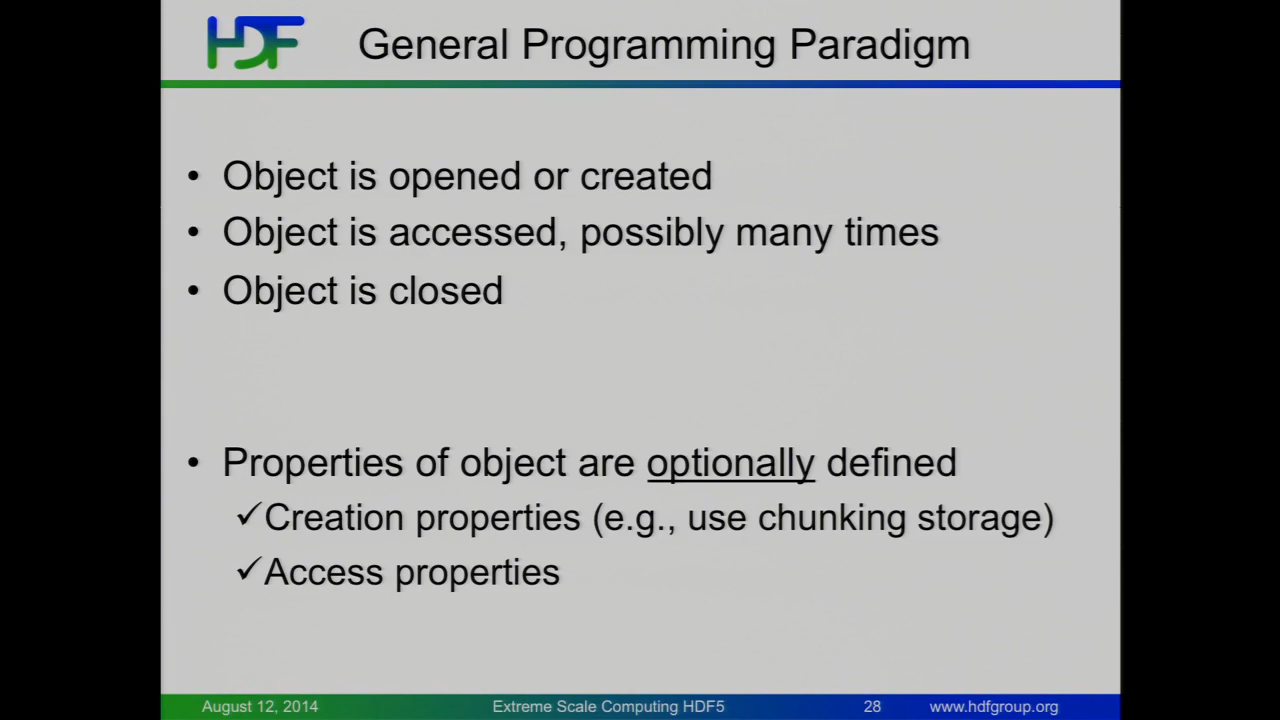 HDF
General Programming Paradigm
• Object is opened or created
• Object is accessed, possibly many times
• Object is closed
• Properties of object are optionally defined
✓Creation properties (e.g., use chunking storage)
✓Access properties
August 12, 2014 Extreme Scale Computing HDF5 28 www.hdfgroup.org